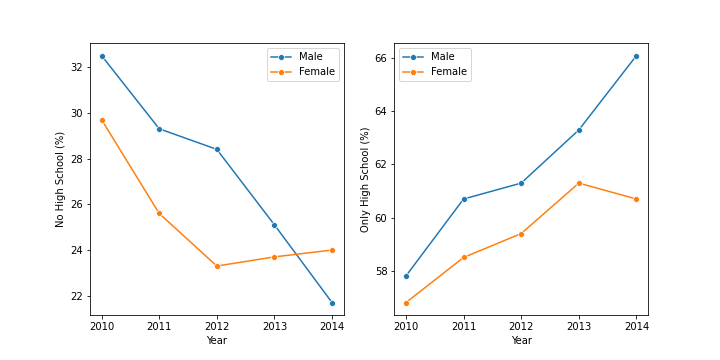 Male
Female
No High School (%)
32
30
28
26
24
22
2010 2011 2012 2013 2014
Year
Male
Female
Only High School (%)
66
64
62
60
58
2010 2011 2012 2013 2014
Year